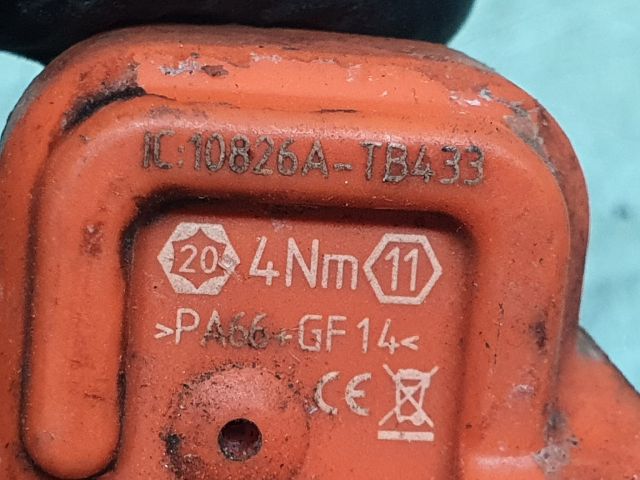 IC:10826A-TB433
20 4Nm 11
>PA66+GF14<
CE